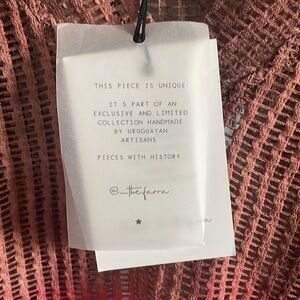 THIS PIECE IS UNIQUE
IT S PART OF AN
EXCLUSIVE AND LIMITED
COLLECTION HANDMADE
BY URUGUAYAN
ARTISANS
PIECES WITH HISTORY